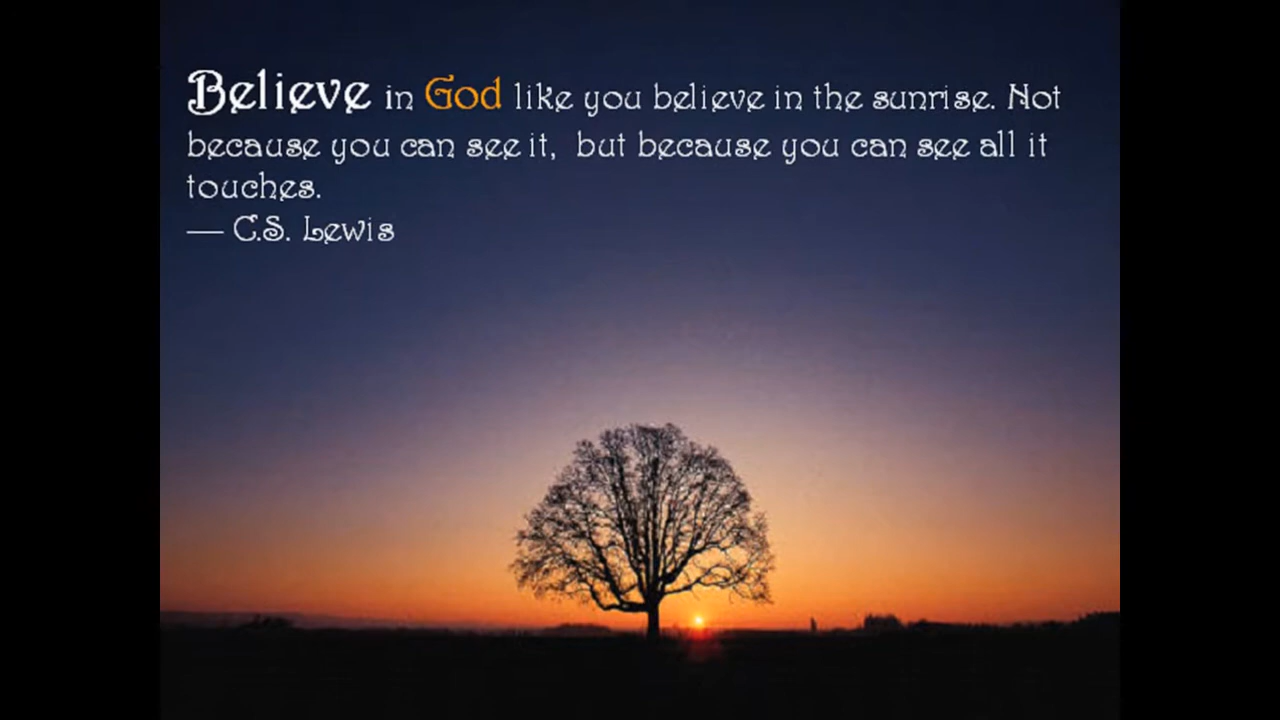 Believe in God like you believe in the sunrise. Not
because you can see it, but because you can see all it
touches.
— C.S. Lewis